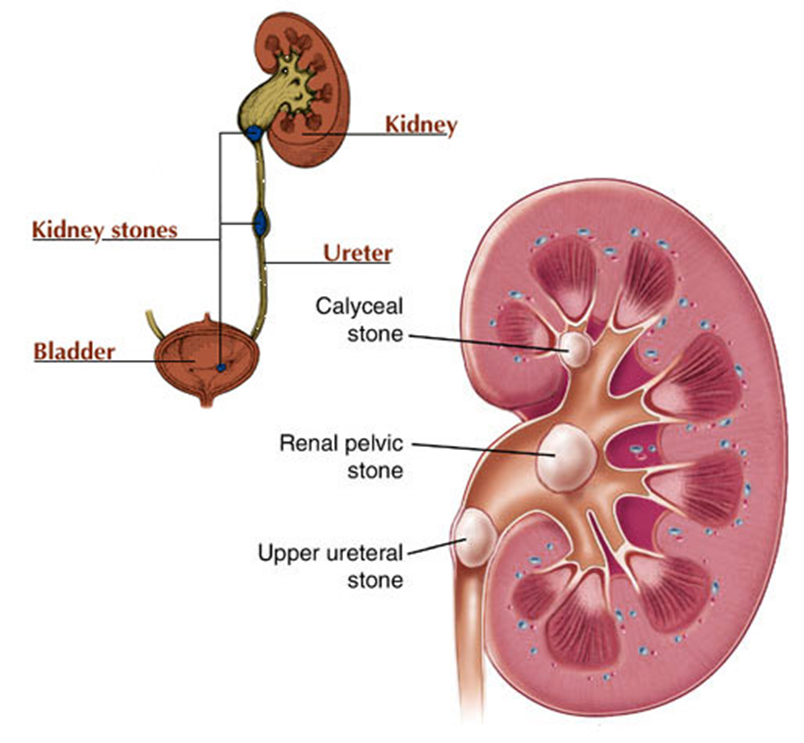 Kidney
Kidney stones
Ureter
Bladder
Calyceal
stone
Renal pelvic
stone
Upper ureteral
stone